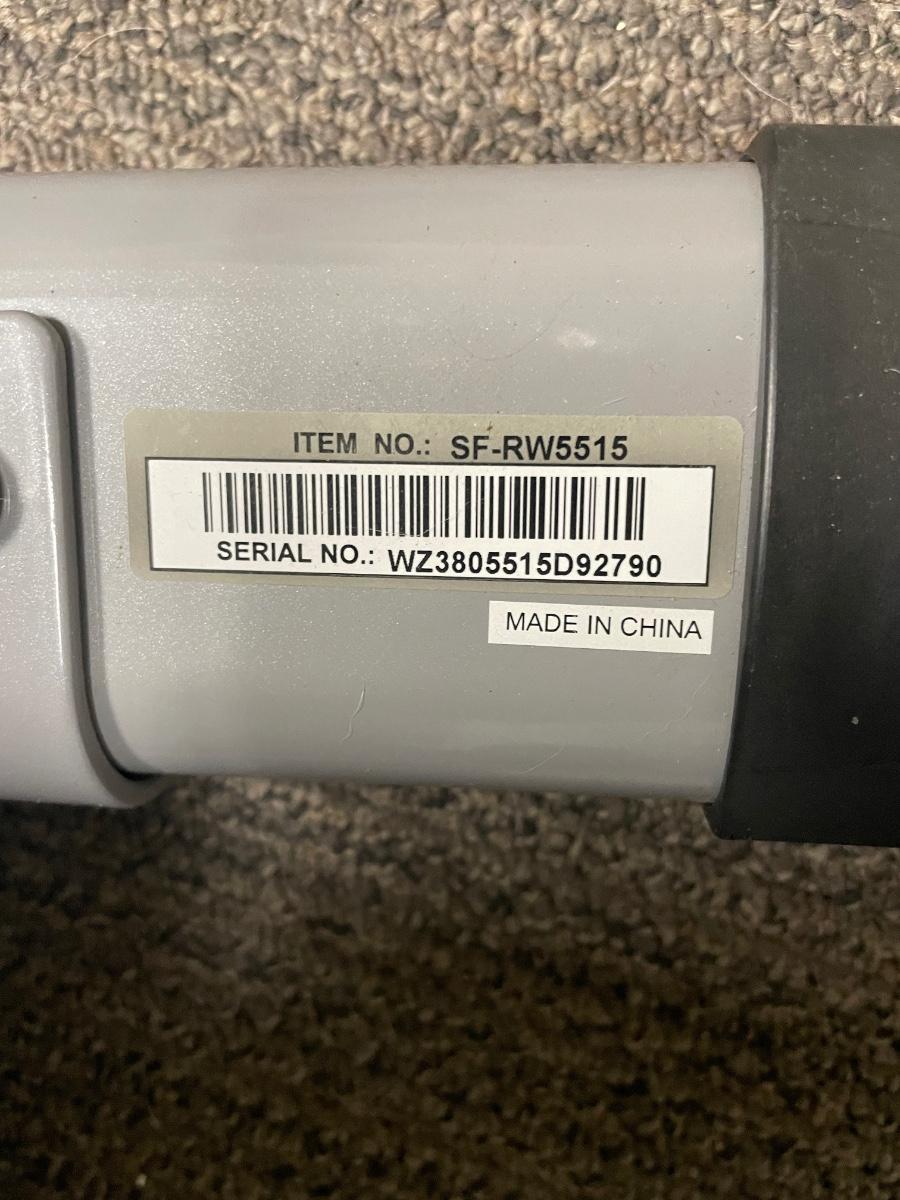 ITEM NO.: SF-RW5515
SERIAL NO.: WZ3805515D92790
MADE IN CHINA